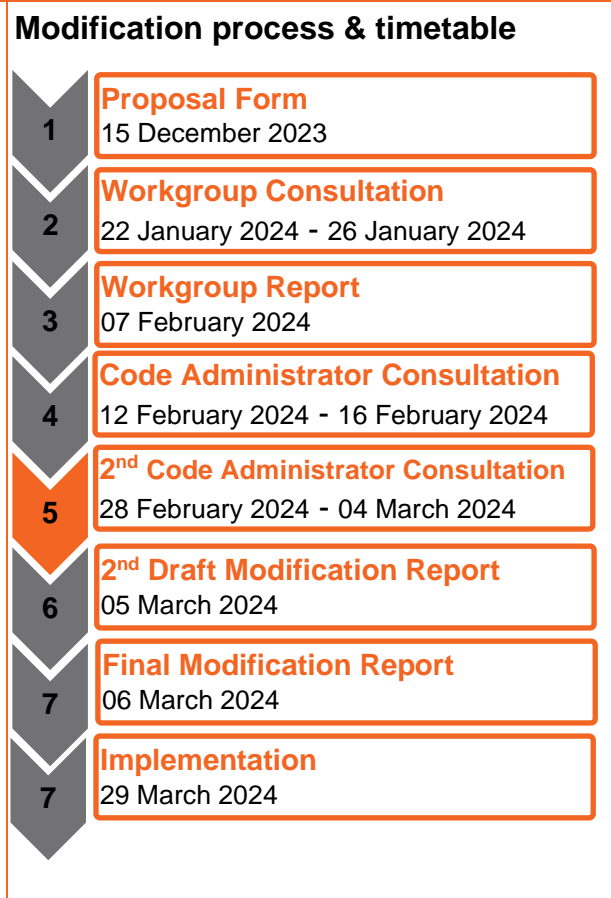 Modification process & timetable
1
Proposal Form
15 December 2023
2
Workgroup Consultation
22 January 2024 - 26 January 2024
3
Workgroup Report
07 February 2024
4
Code Administrator Consultation
12 February 2024 - 16 February 2024
5
2nd Code Administrator Consultation
28 February 2024 - 04 March 2024
6
2nd Draft Modification Report
05 March 2024
7
Final Modification Report
06 March 2024
7
Implementation
29 March 2024